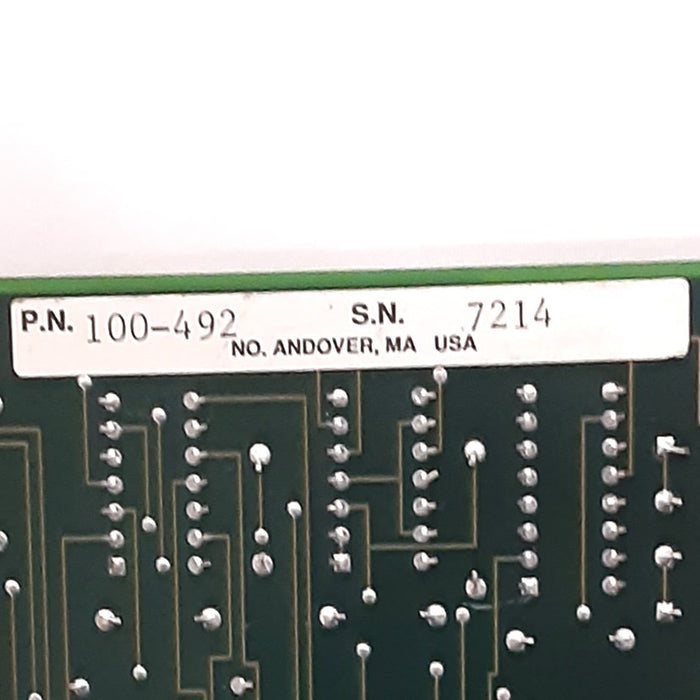 P.N. 100-492 S.N. 7214
NO. ANDOVER, MA USA